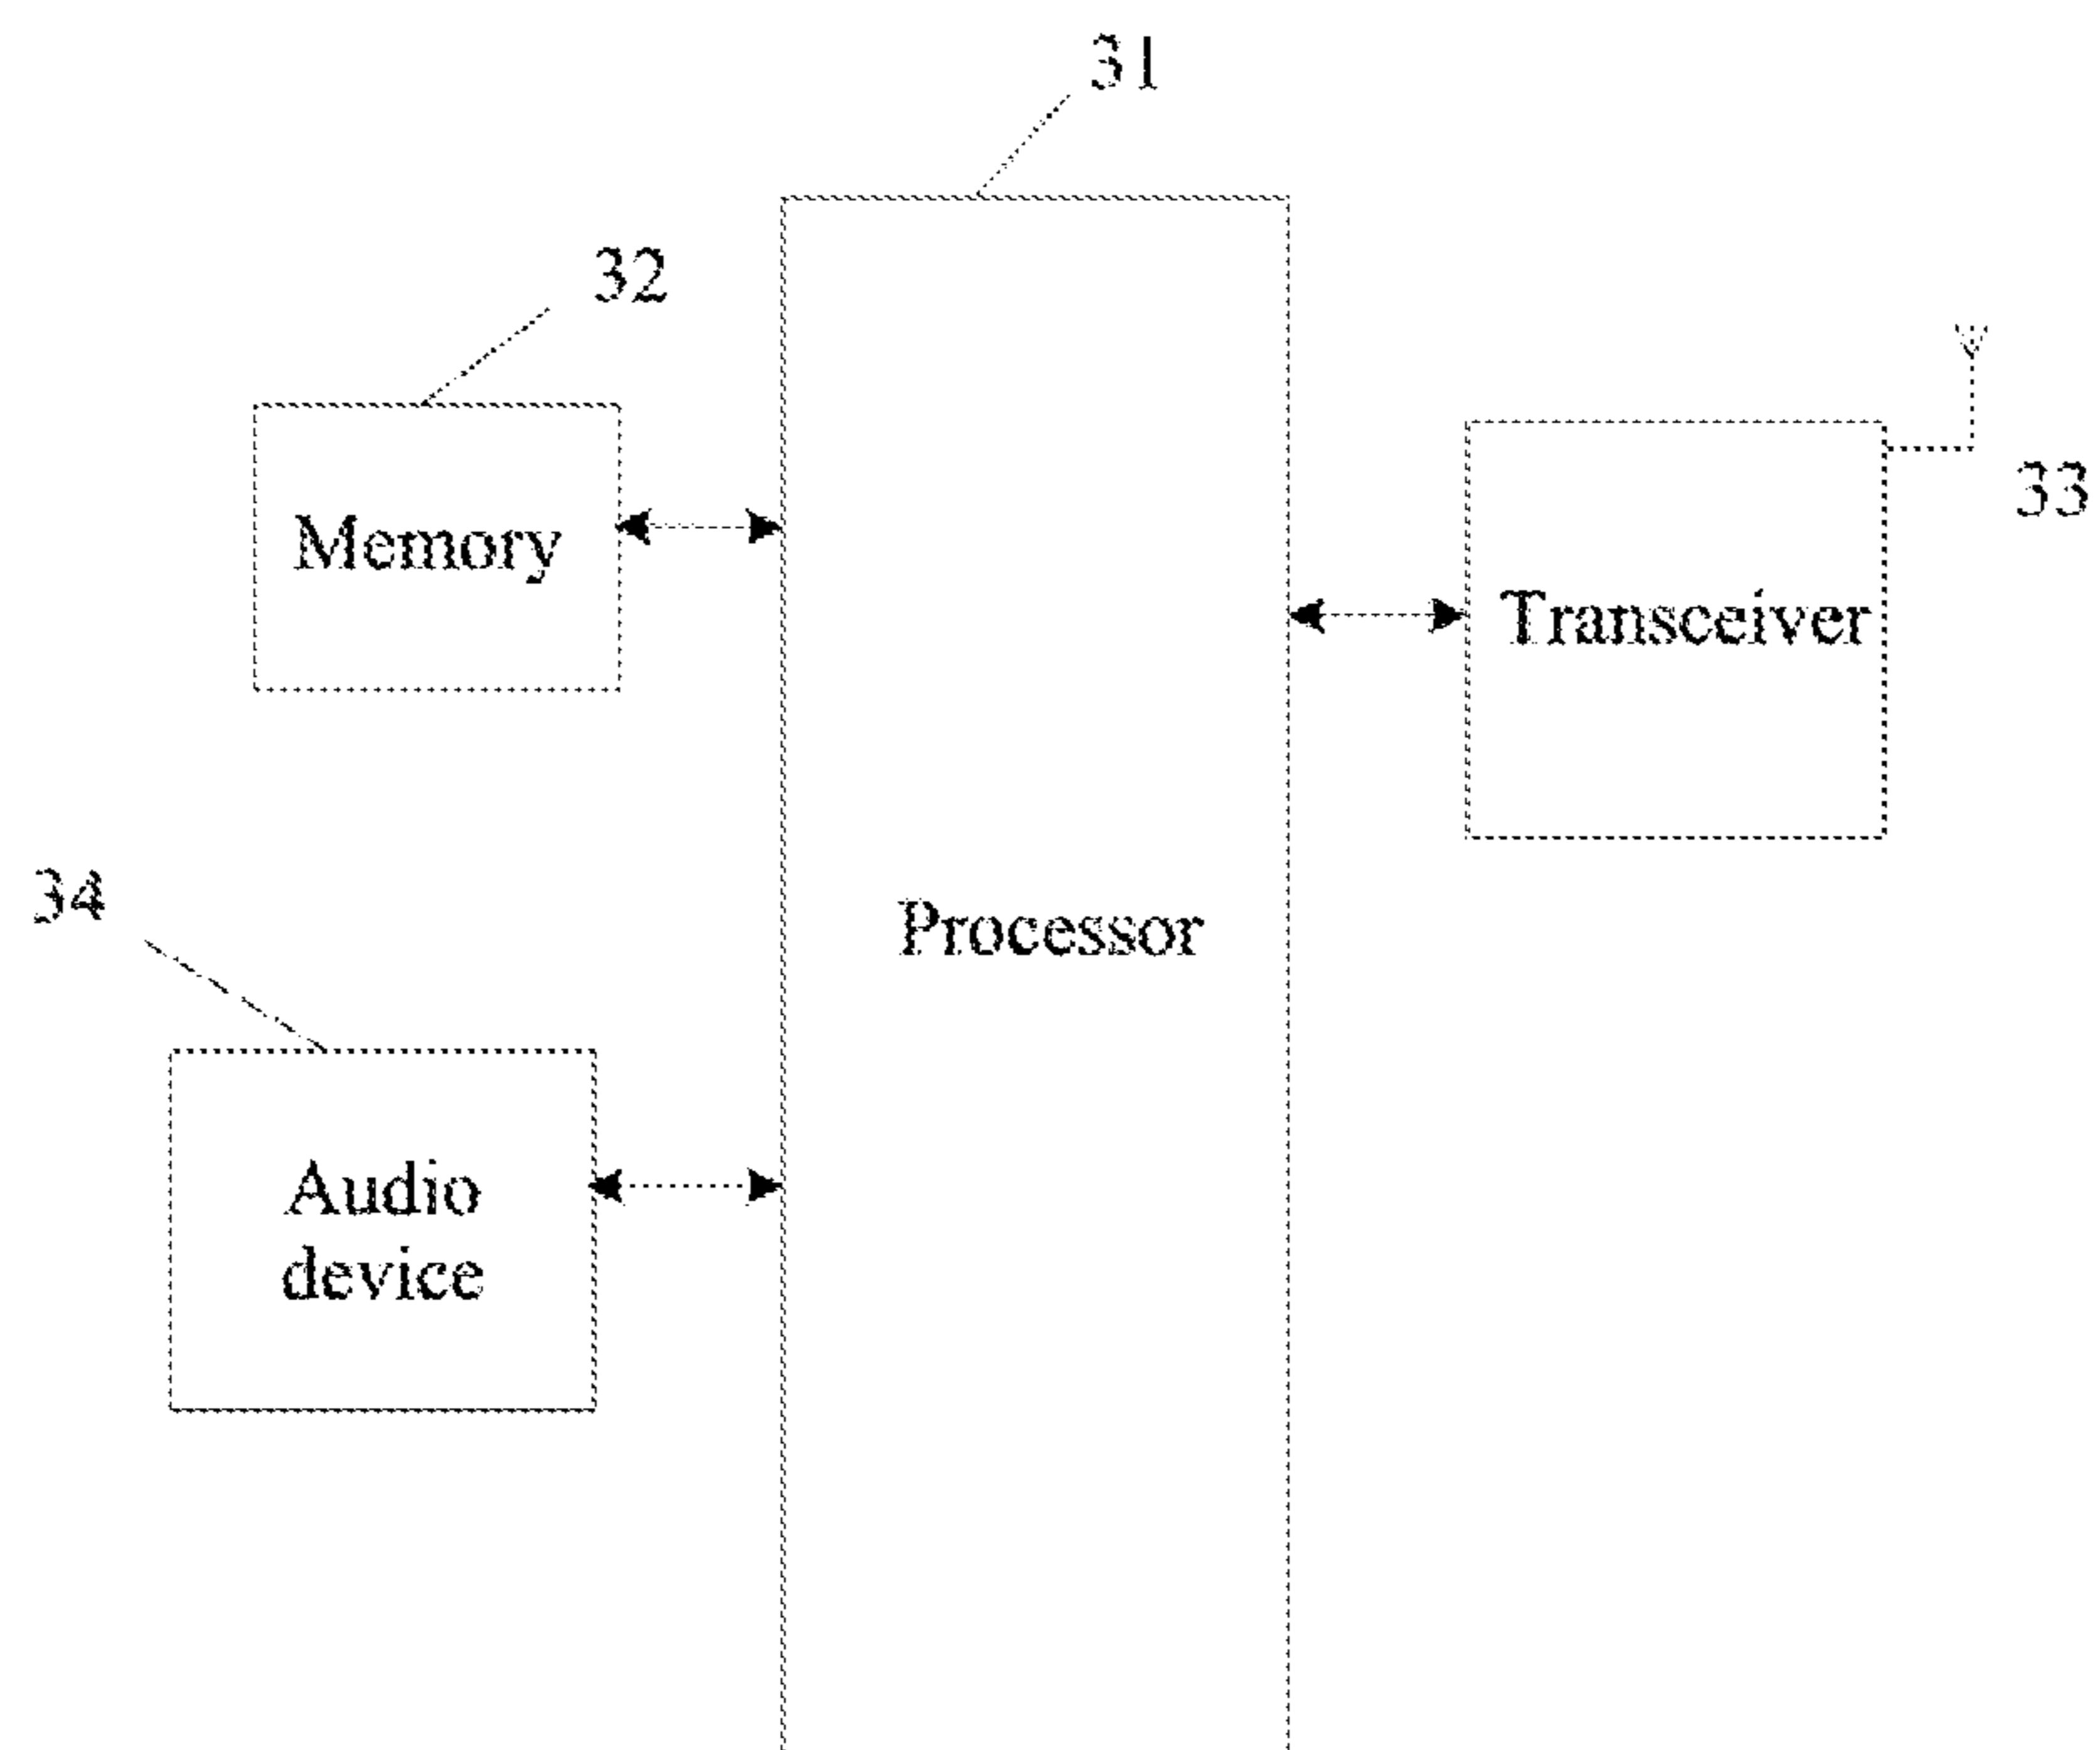 31
32
33
Memory
Transceiver
34
Processor
Audio
device